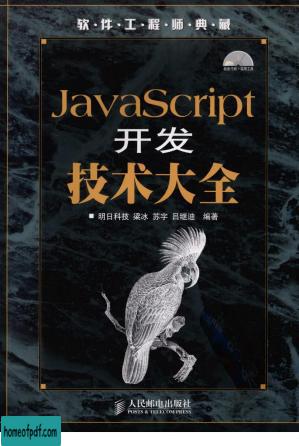 软·件·工·程·师·典·藏
JavaScript
开发
技术大全
■ 明日科技 梁冰 苏宇 吕继迪 编著
人民邮电出版社
POSTS & TELECOM PRESS
homeofpdf.com